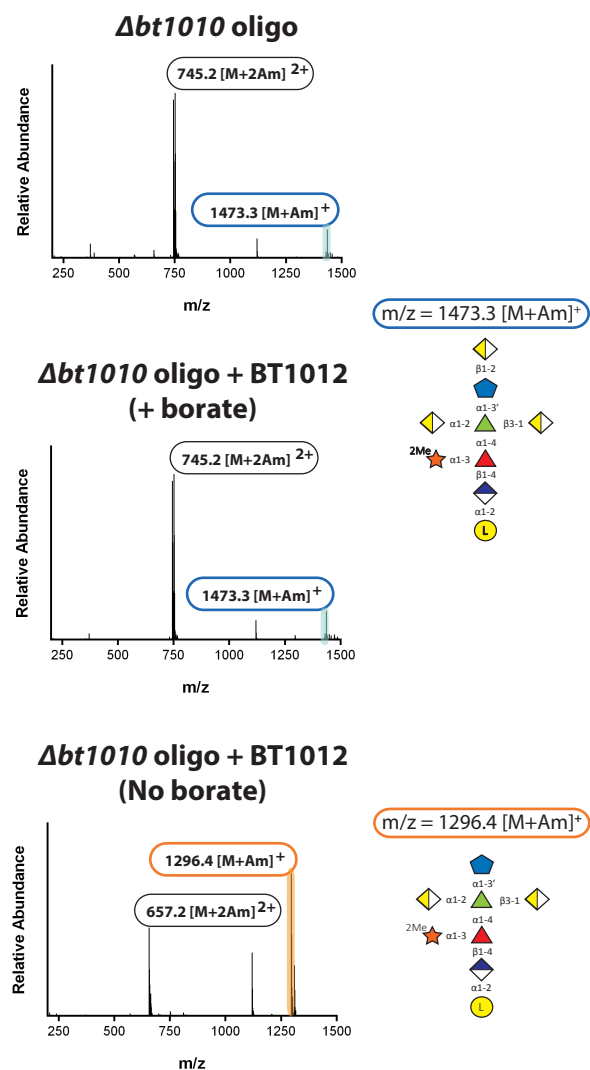 Δbt1010 oligo
745.2 [M+2Am] 2+
1473.3 [M+Am]+
Relative Abundance
250 500 750 1000 1250 1500
m/z
m/z = 1473.3 [M+Am]+
β1-2
α1-3'
α1-2 β3-1
α1-4
2Me α1-3
β1-4
α1-2
L
Δbt1010 oligo + BT1012
(+ borate)
745.2 [M+2Am] 2+
1473.3 [M+Am]+
Relative Abundance
250 500 750 1000 1250 1500
m/z
Δbt1010 oligo + BT1012
(No borate)
1296.4 [M+Am]+
657.2 [M+2Am]2+
Relative Abundance
250 500 750 1000 1250 1500
m/z
m/z = 1296.4 [M+Am]+
α1-3'
α1-2 β3-1
α1-4
2Me α1-3
β1-4
α1-2
L